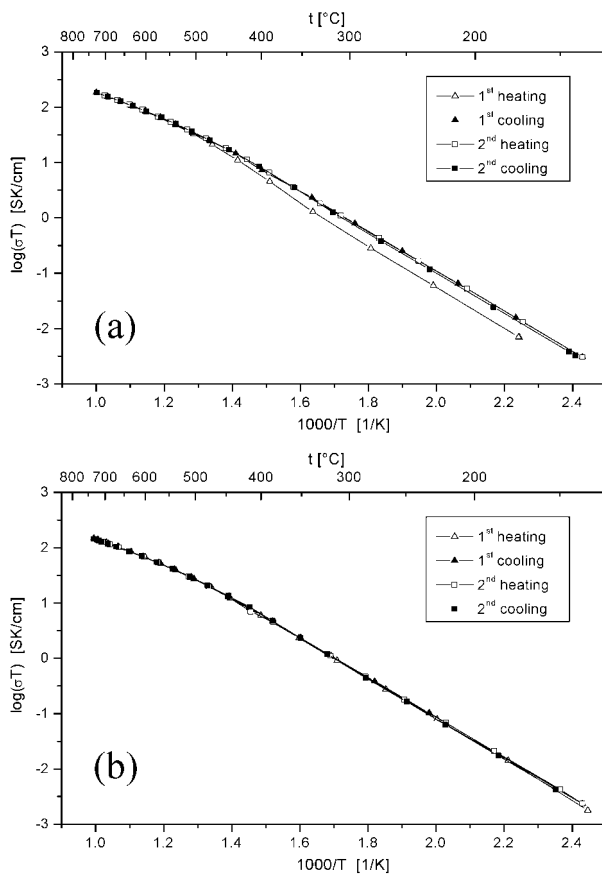 t [°C]
800 700 600 500 400 300 200
3
2
1
0
-1
-2
-3
log(σT) [SK/cm]
1st heating
1st cooling
2nd heating
2nd cooling
(a)
1.0 1.2 1.4 1.6 1.8 2.0 2.2 2.4
1000/T [1/K]
t [°C]
800 700 600 500 400 300 200
3
2
1
0
-1
-2
-3
log(σT) [SK/cm]
1st heating
1st cooling
2nd heating
2nd cooling
(b)
1.0 1.2 1.4 1.6 1.8 2.0 2.2 2.4
1000/T [1/K]